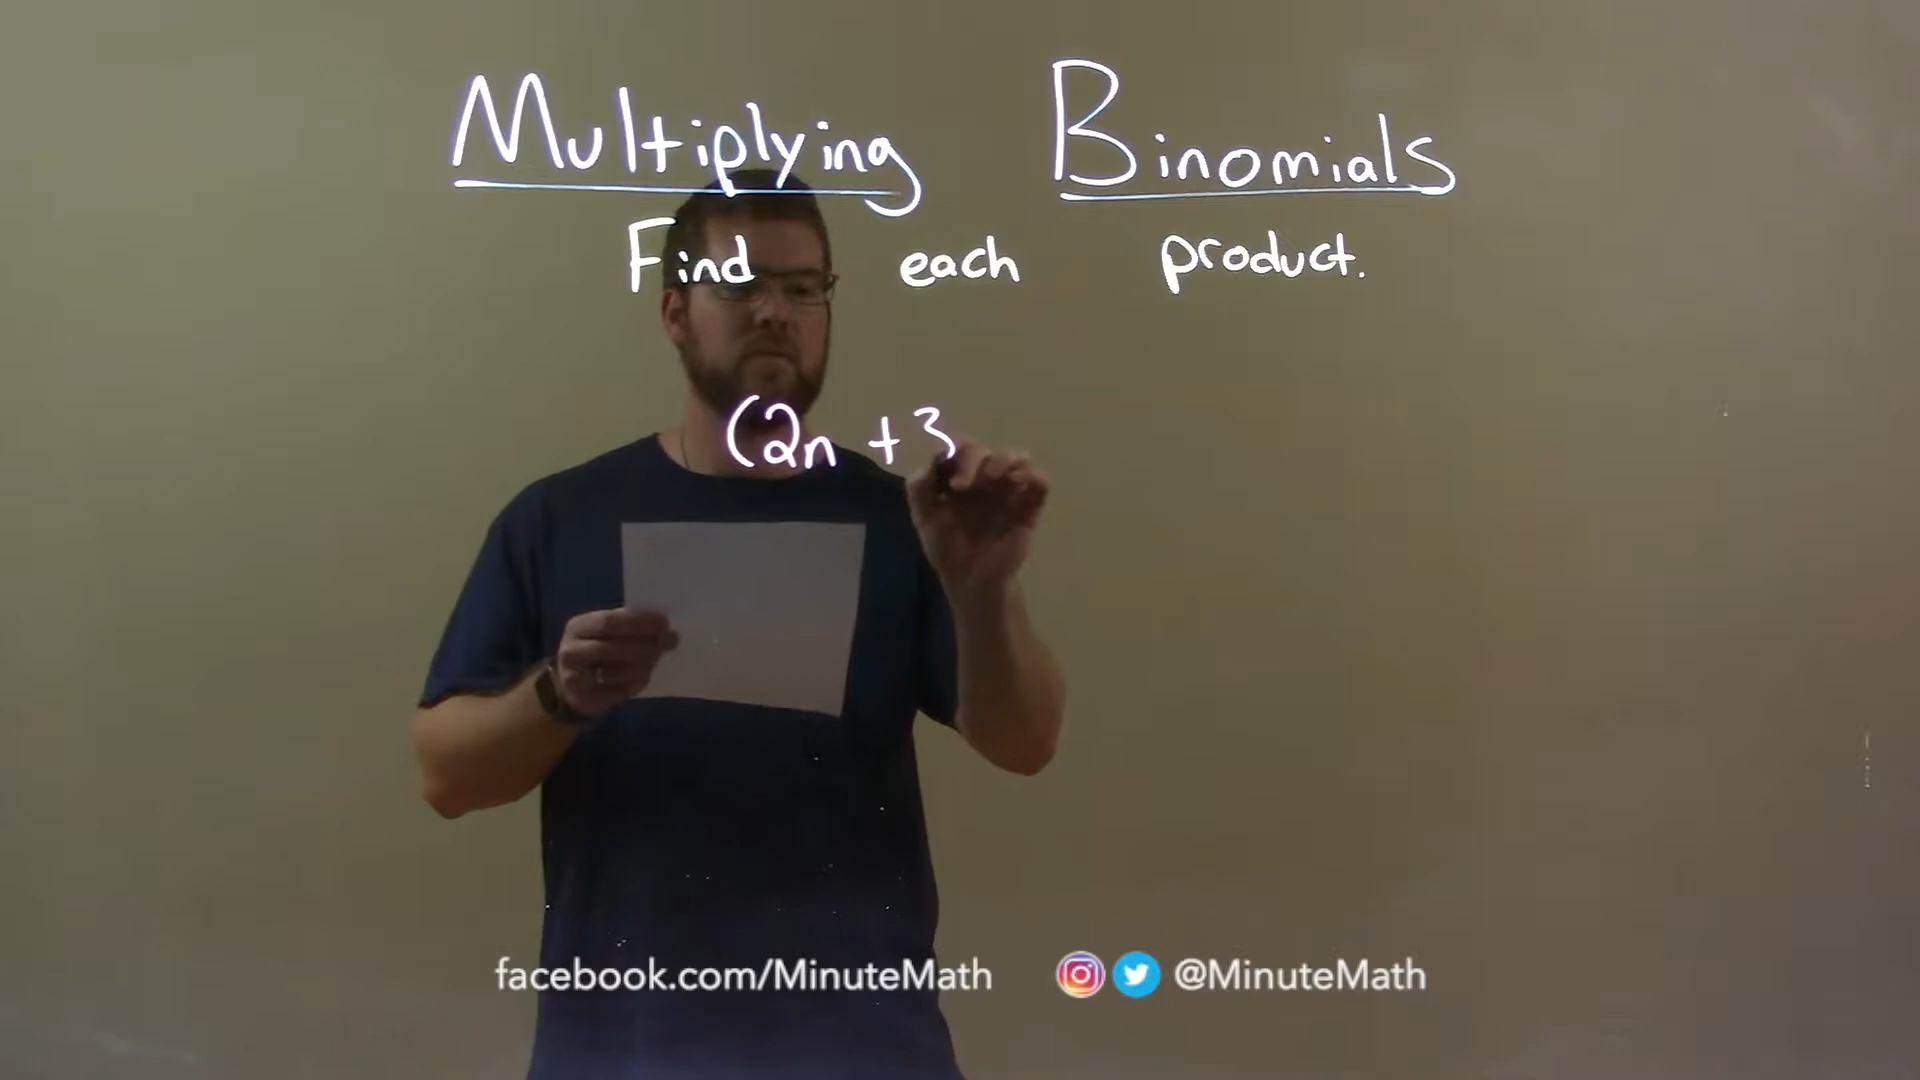 Multiplying Binomials
Find each product.
(2n + 3
facebook.com/MinuteMath @MinuteMath